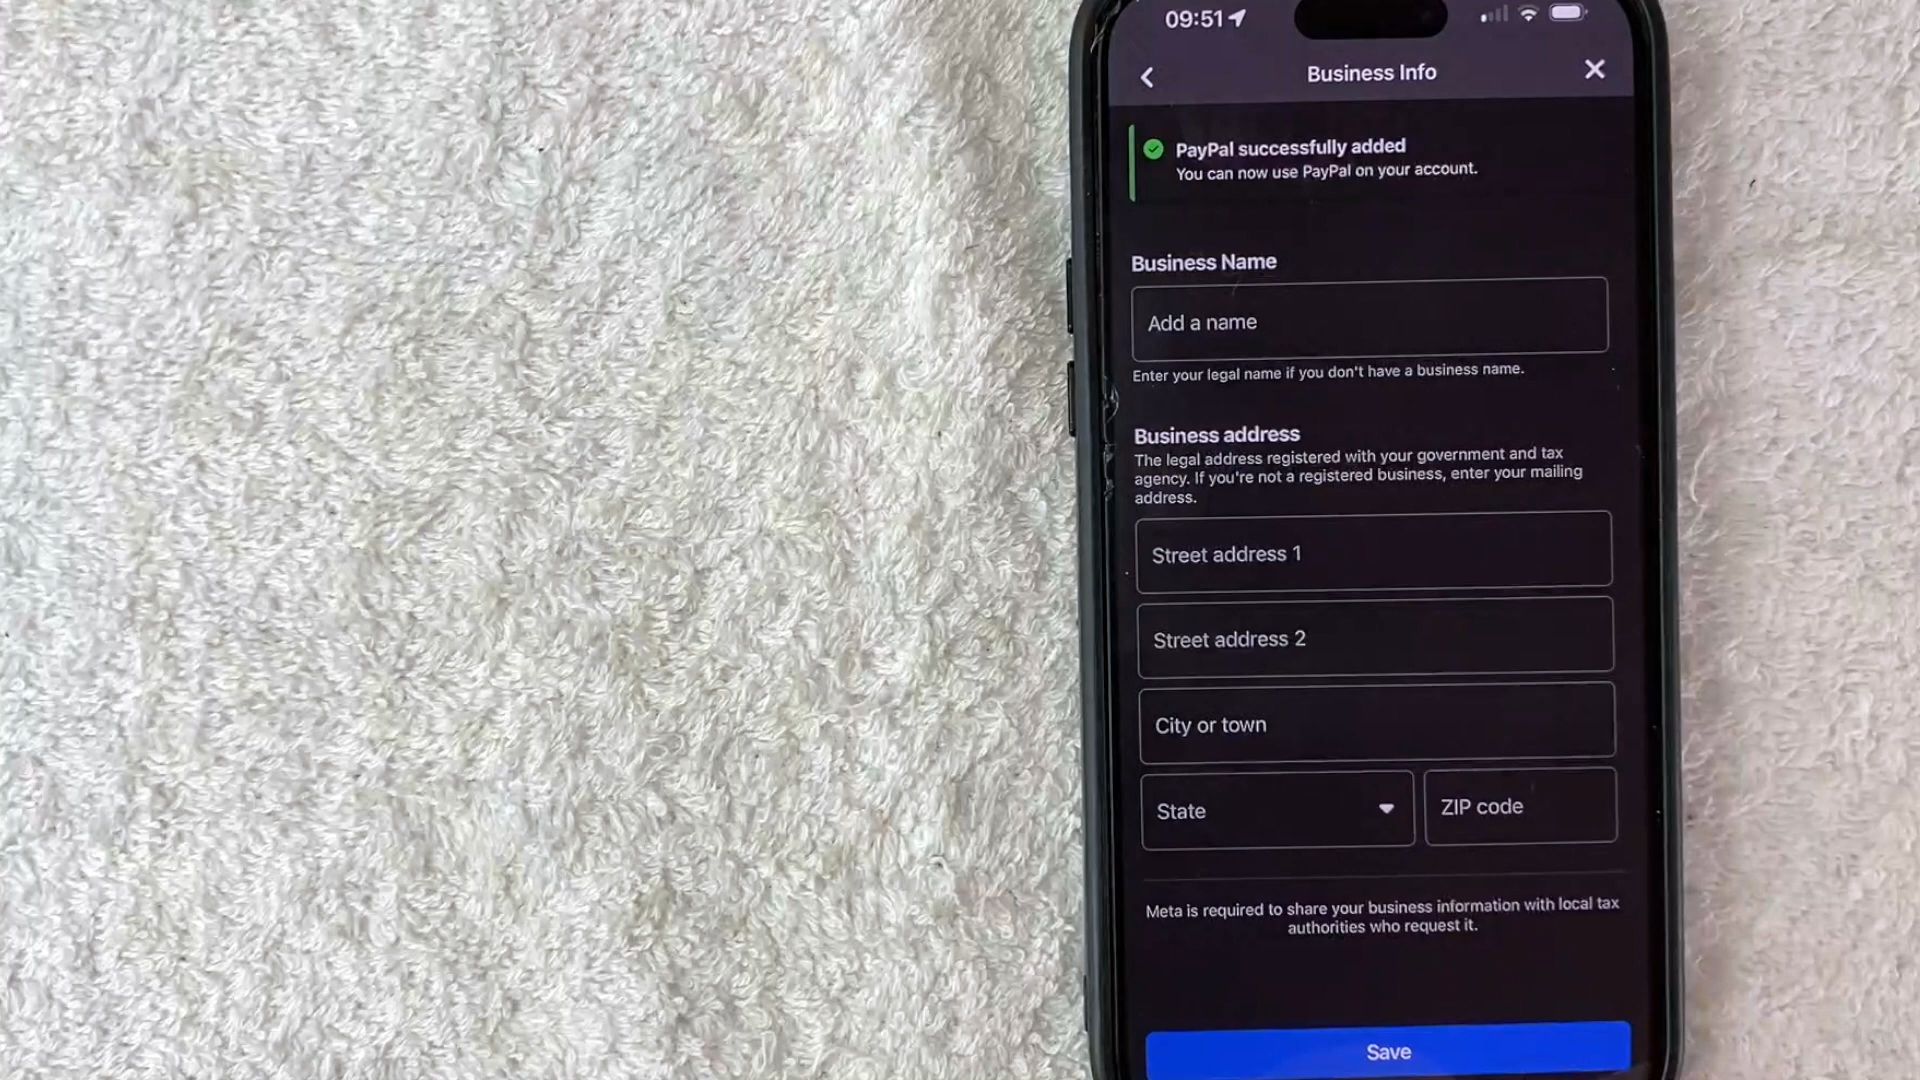 09:51
Business Info
PayPal successfully added
You can now use PayPal on your account.
Business Name
Add a name
Enter your legal name if you don't have a business name.
Business address
The legal address registered with your government and tax
agency. If you're not a registered business, enter your mailing
address.
Street address 1
Street address 2
City or town
State
ZIP code
Meta is required to share your business information with local tax
authorities who request it.
Save